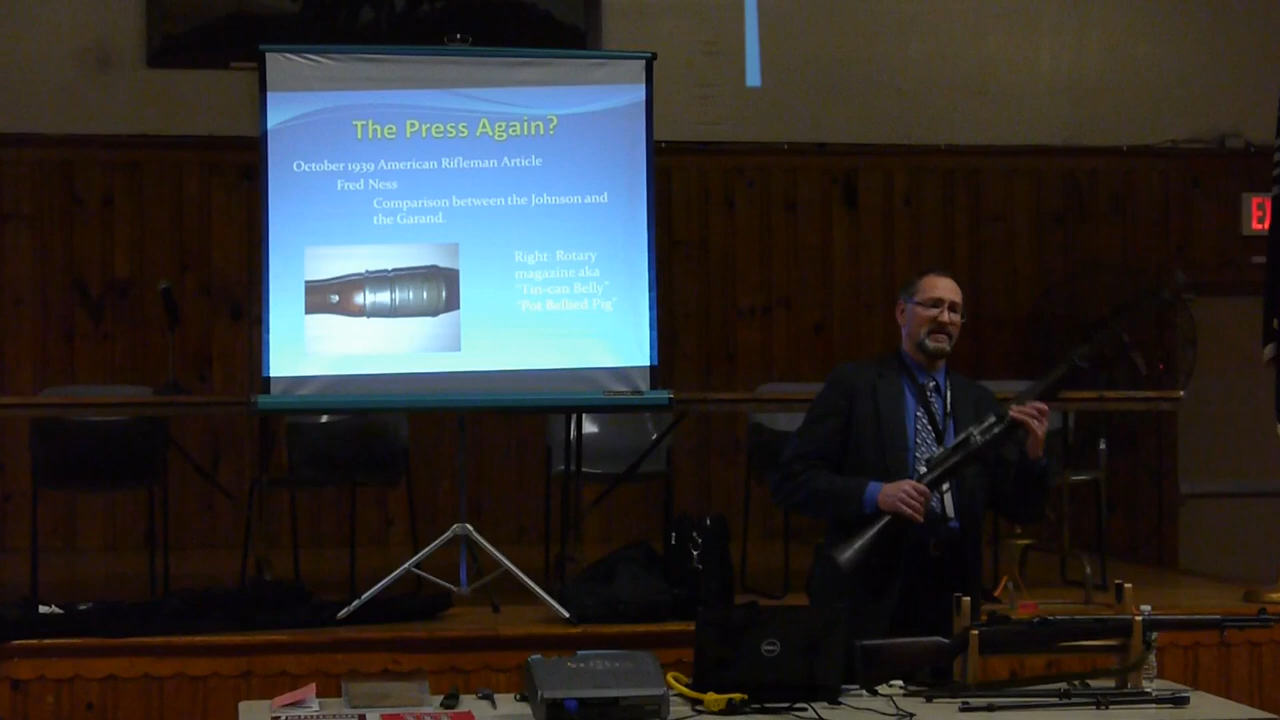 The Press Again?
October 1939 American Rifleman Article
Fred Ness
Comparison between the Johnson and
the Garand.
Right: Rotary
magazine aka
"Tin-can Belly"
"Pot Bellied Pig"
DELL